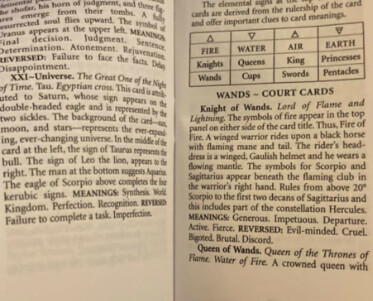 the shofar, his horn of judgment, and three fig-
ures emerge from their tombs. A fully
resurrected soul flies upward. The symbol of
Uranus appears at the upper left. MEANINGS:
Final decision. Judgment. Sentence.
Determination. Atonement. Rejuvenation.
REVERSED: Failure to face the facts. Delay.
Disappointment.
XXI–Universe. The Great One of the Night
of Time. Tau. Egyptian cross. This card is attrib-
uted to Saturn, whose sign appears on the
double-headed eagle and is represented by the
two sickles. The background of the card—
moon, and stars—represents the ever-expand-
ing, ever-changing universe. In the middle of the
card at the left, the sign of Taurus represents the
bull. The sign of Leo the lion, appears to the
right. The man at the bottom suggests Aquarius.
The eagle of Scorpio above completes the four
kerubic signs. MEANINGS: Synthesis. World.
Kingdom. Perfection. Recognition. REVERSED:
Failure to complete a task. Imperfection.
The elemental signs at the
cards are derived from the rulership of the card
and offer important clues to card meanings.
FIRE WATER AIR EARTH
Knights Queens King Princesses
Wands Cups Swords Pentacles
WANDS ~ COURT CARDS
Knight of Wands. Lord of Flame and
Lightning. The symbols of fire appear in the top
panel on either side of the card title. Thus, Fire of
Fire. A winged warrior rides upon a black horse
with flaming mane and tail. The rider's head-
dress is a winged, Gaulish helmet and he wears a
flowing mantle. The symbols for Scorpio and
Sagittarius appear beneath the flaming club in
the warrior's right hand. Rules from above 20°
Scorpio to the first two decans of Sagittarius and
this includes part of the constellation Hercules.
MEANINGS: Generous. Impetuous. Departure.
Active. Fierce. REVERSED: Evil-minded. Cruel.
Bigoted. Brutal. Discord.
Queen of Wands. Queen of the Thrones of
Flame. Water of Fire. A crowned queen with